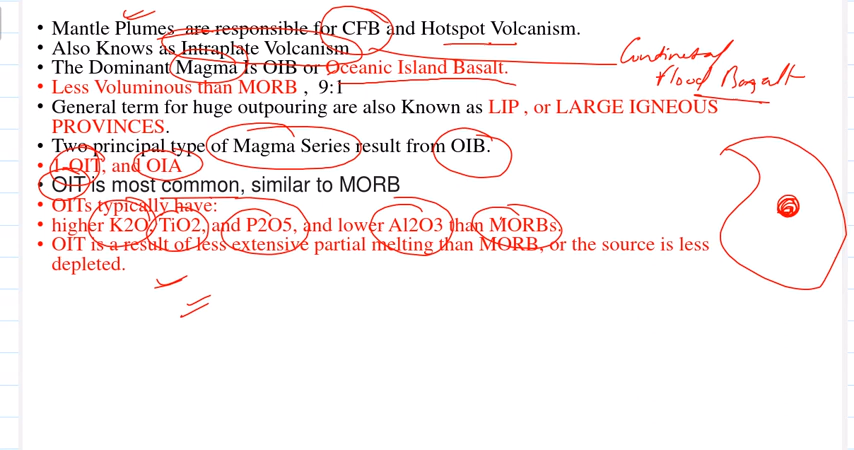 • Mantle Plumes are responsible for CFB and Hotspot Volcanism.
• Also Knows as Intraplate Volcanism
Continental
• The Dominant Magma Is OIB or Oceanic Island Basalt.
flood Basalt
• Less Voluminous than MORB , 9:1
• General term for huge outpouring are also Known as LIP , or LARGE IGNEOUS
PROVINCES.
• Two principal type of Magma Series result from OIB.
• 1-OIT, and OIA
• OIT is most common, similar to MORB
• OITs typically have:
• higher K2O, TiO2, and P2O5, and lower Al2O3 than MORBs.
• OIT is a result of less extensive partial melting than MORB, or the source is less
depleted.